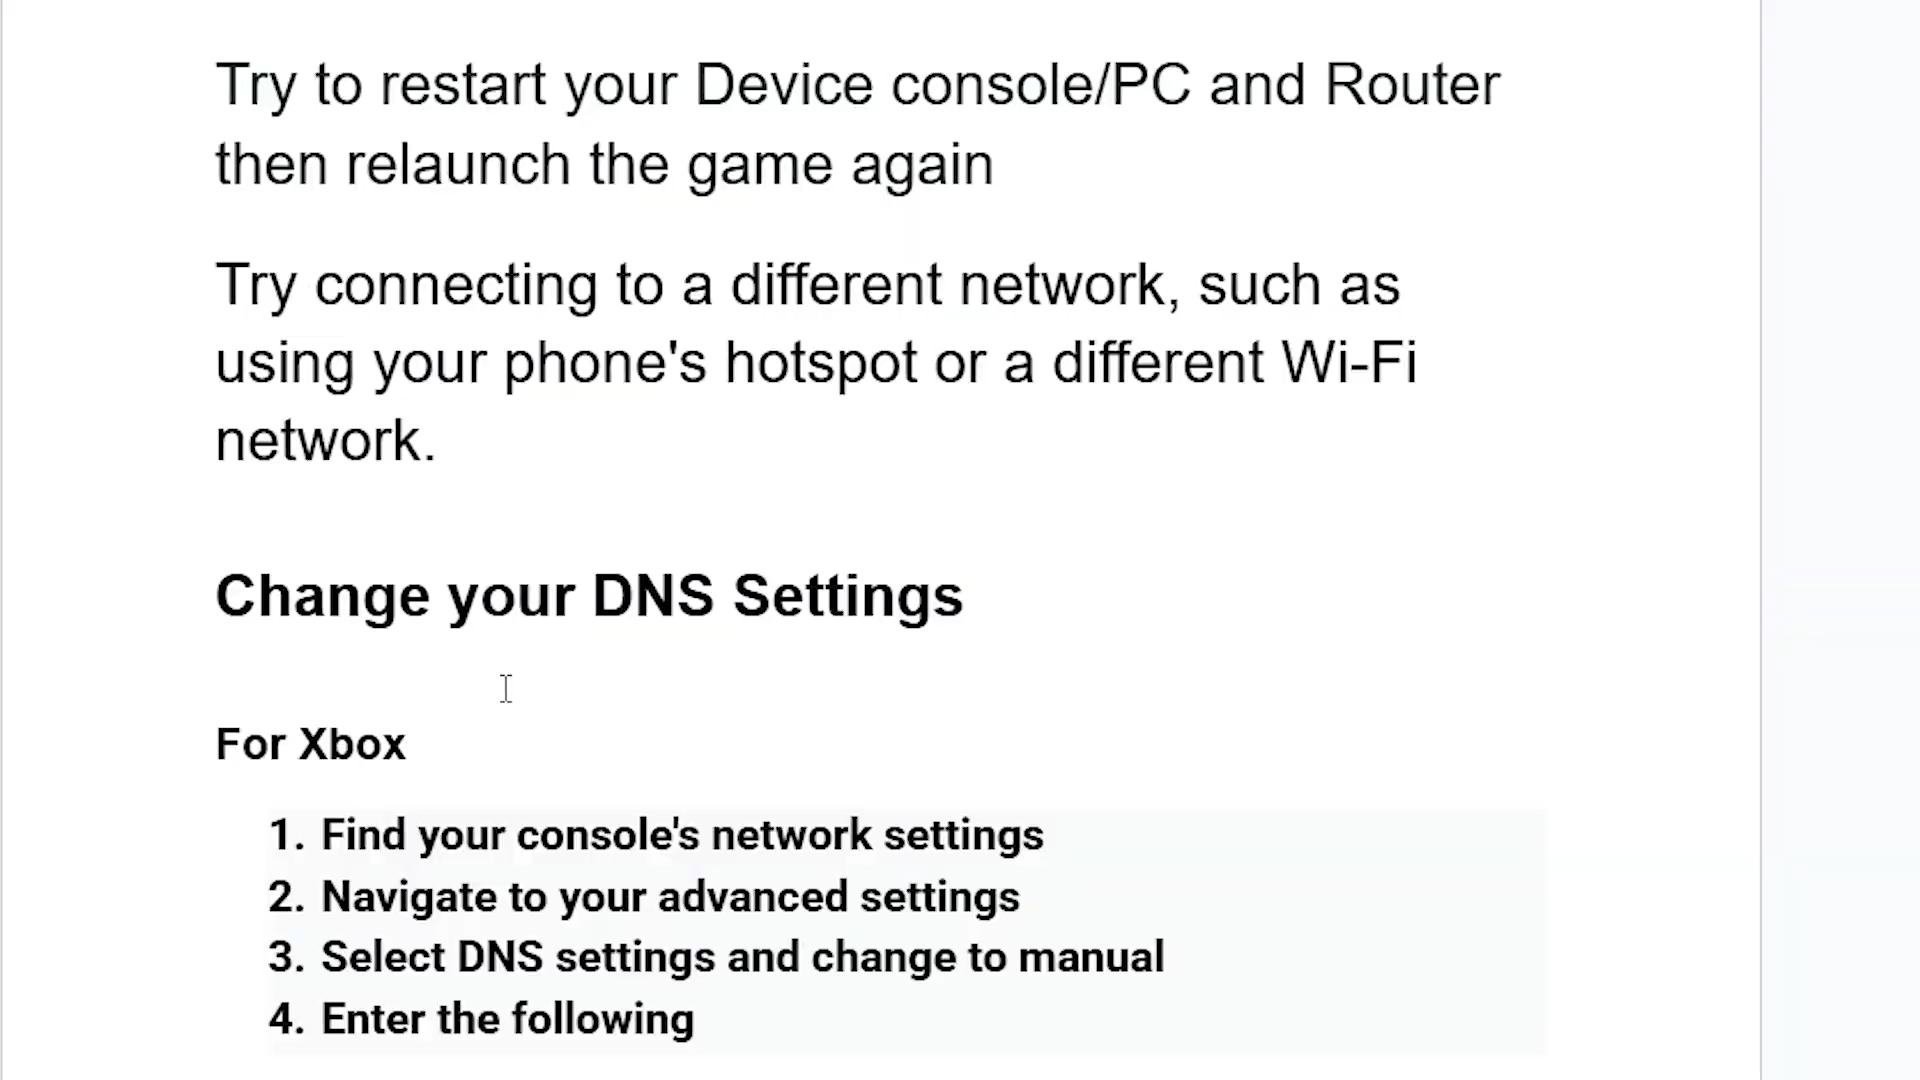 Try to restart your Device console/PC and Router
then relaunch the game again
Try connecting to a different network, such as
using your phone's hotspot or a different Wi-Fi
network.
Change your DNS Settings
For Xbox
1. Find your console's network settings
2. Navigate to your advanced settings
3. Select DNS settings and change to manual
4. Enter the following